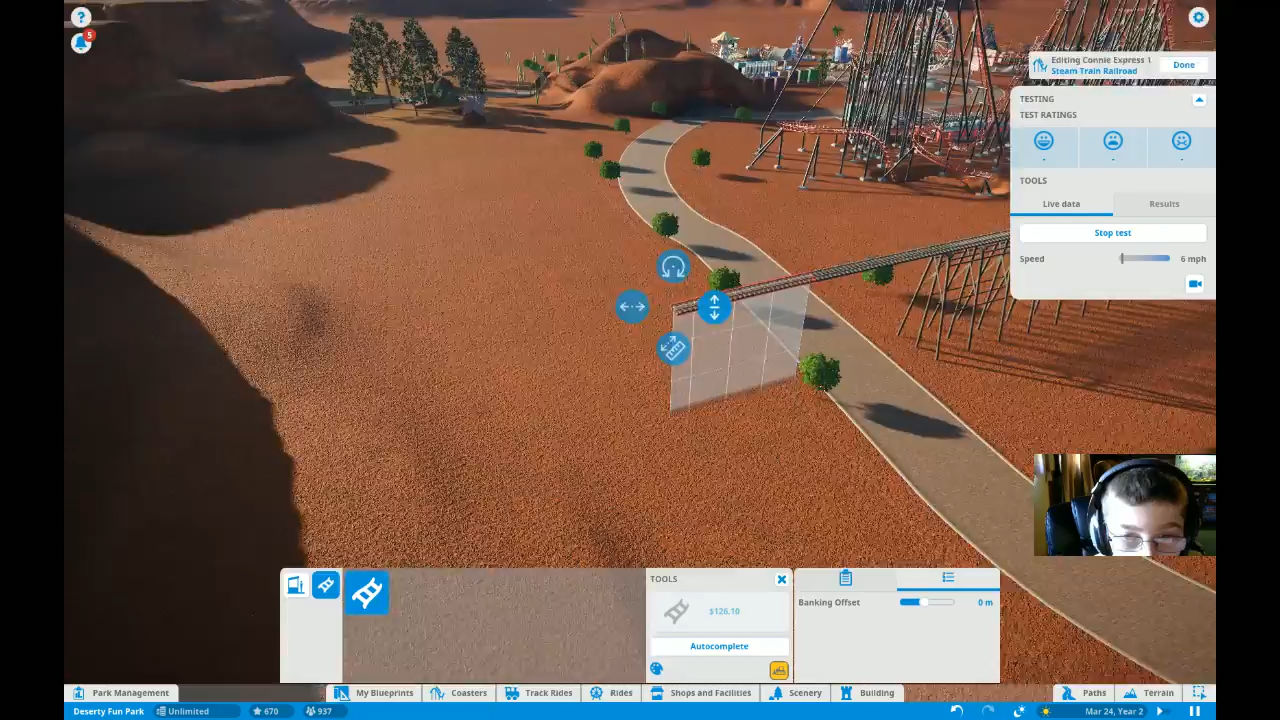 ?
5
Editing Connie Express 1
Steam Train Railroad
Done
TESTING
TEST RATINGS
- - -
TOOLS
Live data Results
Stop test
Speed 6 mph
TOOLS
$126.10
Autocomplete
Banking Offset 0 m
Park Management My Blueprints Coasters Track Rides Rides Shops and Facilities Scenery Building Paths Terrain
Deserty Fun Park Unlimited 670 937 Mar 24, Year 2